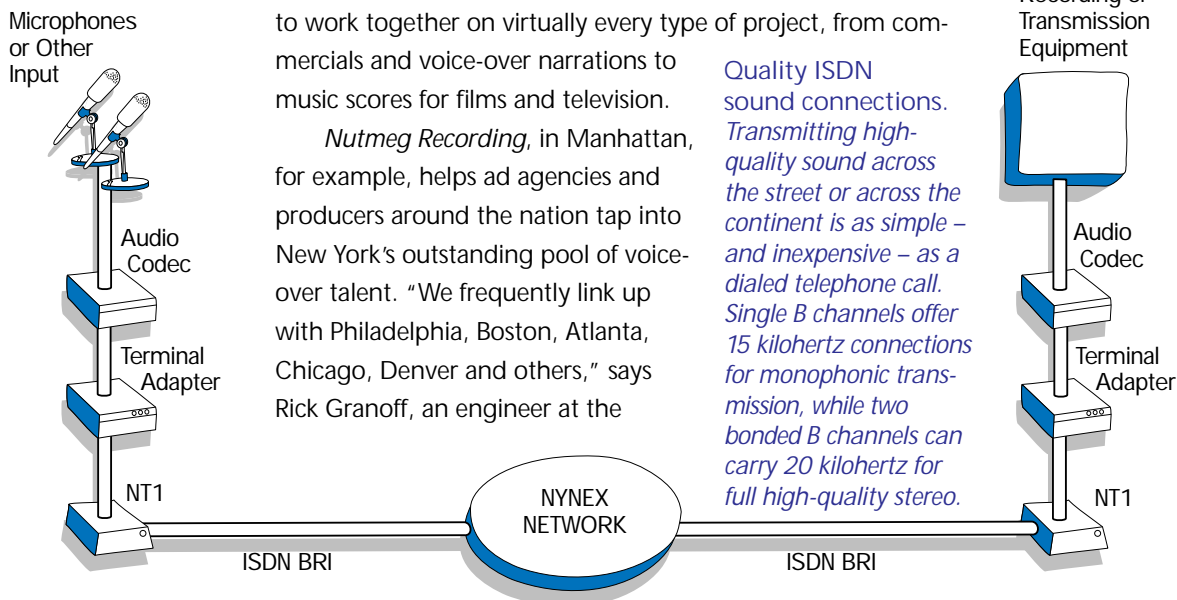 Microphones
or Other
Input
Audio
Codec
Terminal
Adapter
NT1
to work together on virtually every type of project, from com-
mercials and voice-over narrations to
music scores for films and television.
Nutmeg Recording, in Manhattan,
for example, helps ad agencies and
producers around the nation tap into
New York's outstanding pool of voice-
over talent. “We frequently link up
with Philadelphia, Boston, Atlanta,
Chicago, Denver and others,” says
Rick Granoff, an engineer at the
Quality ISDN
sound connections.
Transmitting high-
quality sound across
the street or across the
continent is as simple –
and inexpensive – as a
dialed telephone call.
Single B channels offer
15 kilohertz connections
for monophonic trans-
mission, while two
bonded B channels can
carry 20 kilohertz for
full high-quality stereo.
Transmission
Equipment
Audio
Codec
Terminal
Adapter
NT1
NYNEX
NETWORK
ISDN BRI
ISDN BRI